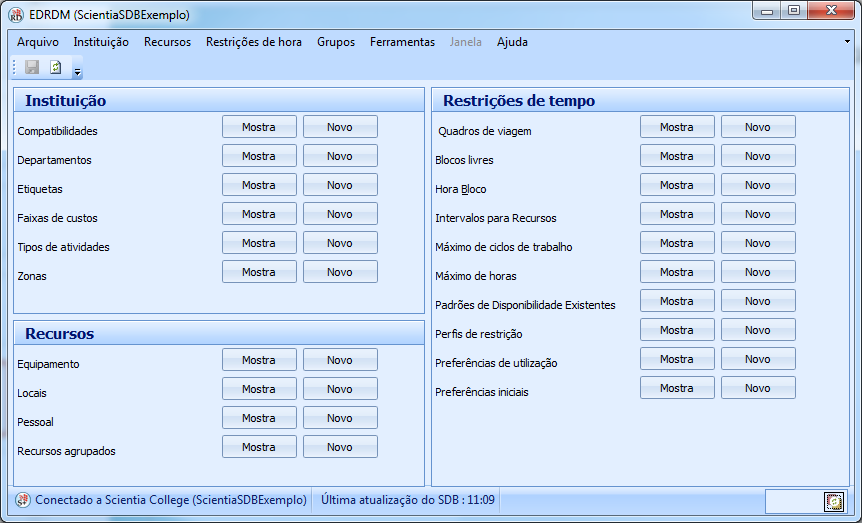 EDRDM (ScientiaSDBExemplo)
Arquivo Instituição Recursos Restrições de hora Grupos Ferramentas Janela Ajuda
Instituição
Compatibilidades Mostra Novo
Departamentos Mostra Novo
Etiquetas Mostra Novo
Faixas de custos Mostra Novo
Tipos de atividades Mostra Novo
Zonas Mostra Novo
Recursos
Equipamento Mostra Novo
Locais Mostra Novo
Pessoal Mostra Novo
Recursos agrupados Mostra Novo
Restrições de tempo
Quadros de viagem Mostra Novo
Blocos livres Mostra Novo
Hora Bloco Mostra Novo
Intervalos para Recursos Mostra Novo
Máximo de ciclos de trabalho Mostra Novo
Máximo de horas Mostra Novo
Padrões de Disponibilidade Existentes Mostra Novo
Perfis de restrição Mostra Novo
Preferências de utilização Mostra Novo
Preferências iniciais Mostra Novo
Conectado a Scientia College (ScientiaSDBExemplo) Última atualização do SDB : 11:09